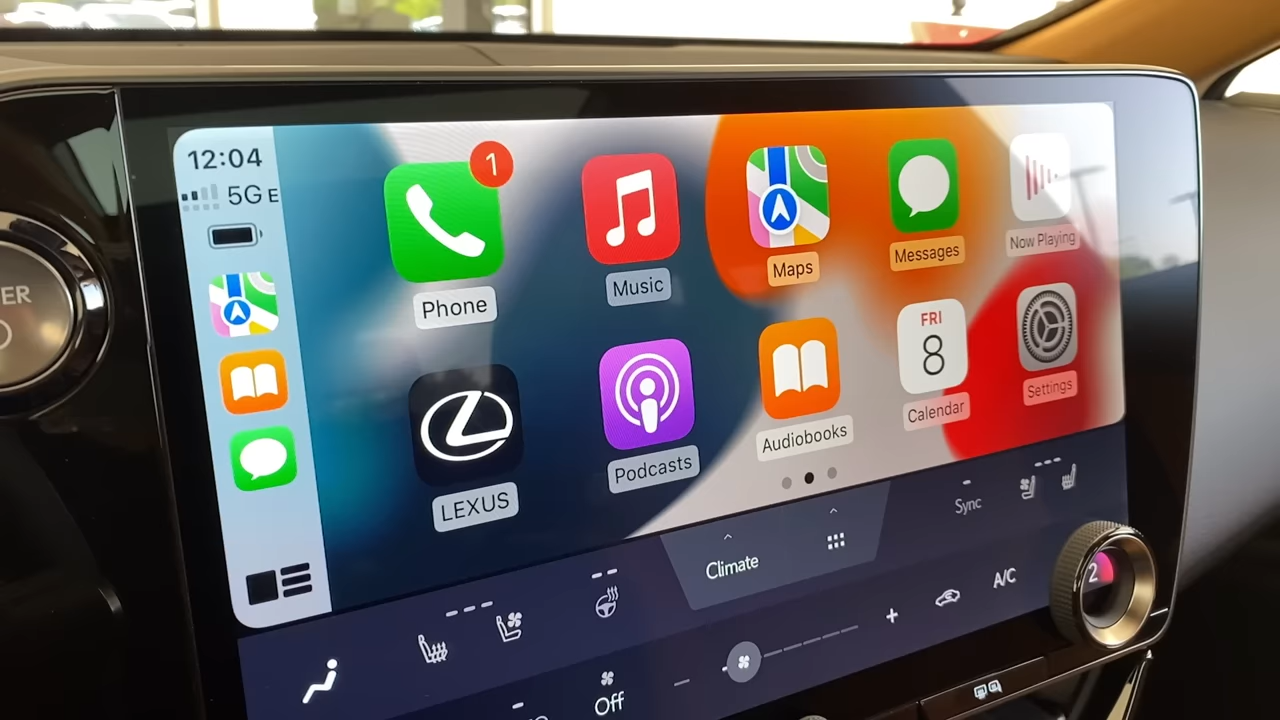 12:04
5G E
ER
1
Phone
Music
Maps
Messages
Now Playing
LEXUS
Podcasts
Audiobooks
FRI
8
Calendar
Settings
Climate
Sync
A/C
2
Off